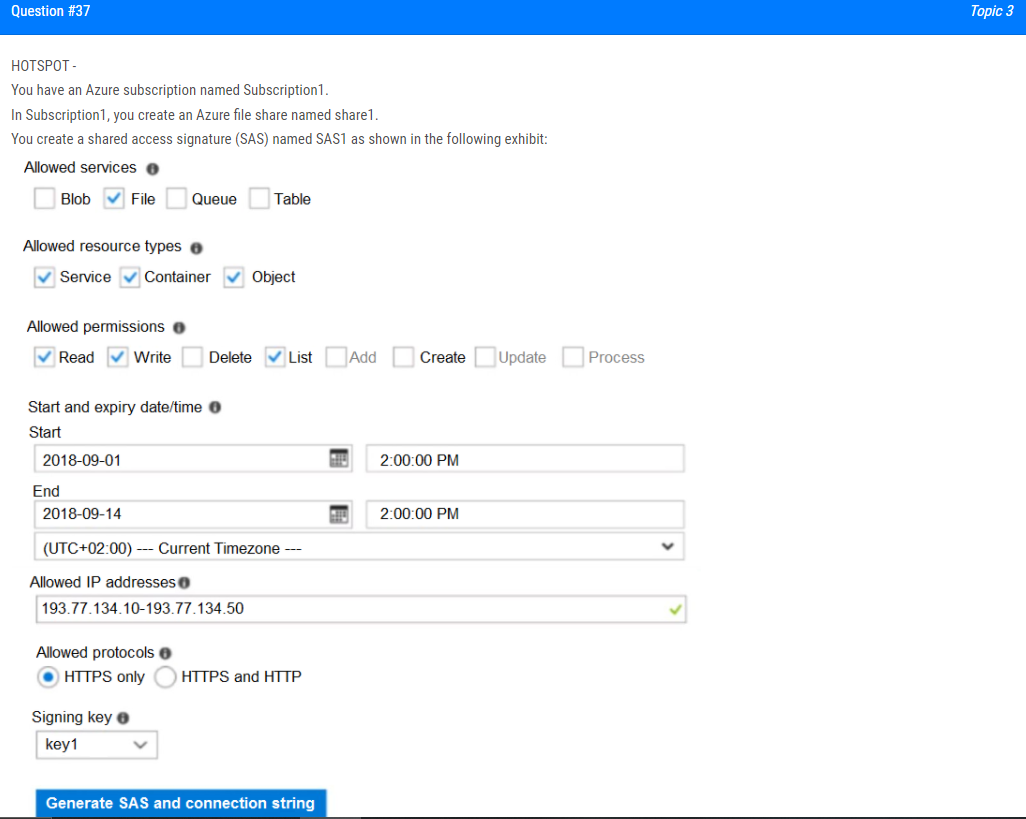 Question #37 Topic 3
HOTSPOT -
You have an Azure subscription named Subscription1.
In Subscription1, you create an Azure file share named share1.
You create a shared access signature (SAS) named SAS1 as shown in the following exhibit:
Allowed services
Blob File Queue Table
Allowed resource types
Service Container Object
Allowed permissions
Read Write Delete List Add Create Update Process
Start and expiry date/time
Start
2018-09-01 2:00:00 PM
End
2018-09-14 2:00:00 PM
(UTC+02:00) --- Current Timezone ---
Allowed IP addresses
193.77.134.10-193.77.134.50
Allowed protocols
HTTPS only HTTPS and HTTP
Signing key
key1
Generate SAS and connection string